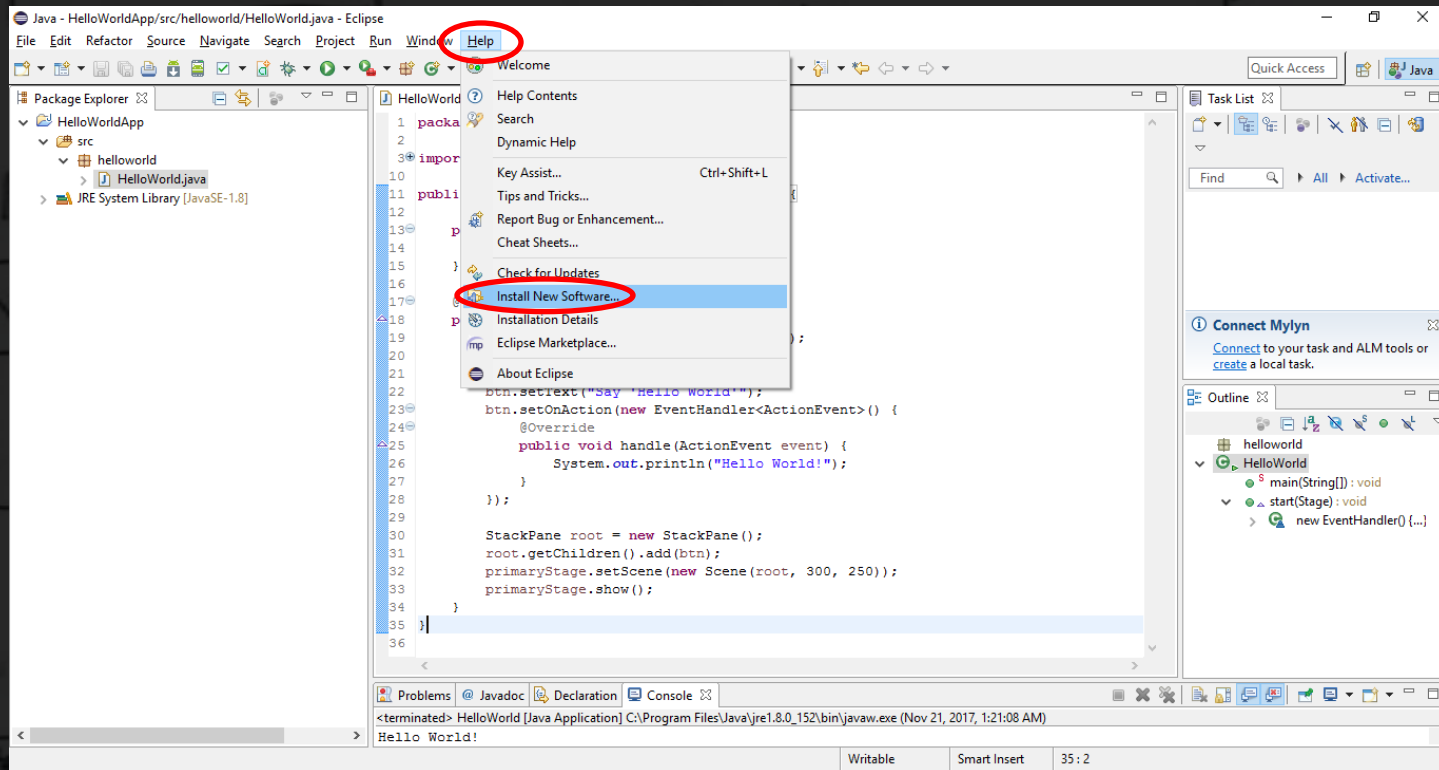 Java - HelloWorldApp/src/helloworld/HelloWorld.java - Eclipse
File Edit Refactor Source Navigate Search Project Run Window Help
Quick Access
Java
Welcome
Help Contents
Search
Dynamic Help
Key Assist... Ctrl+Shift+L
Tips and Tricks...
Report Bug or Enhancement...
Cheat Sheets...
Check for Updates
Install New Software...
Installation Details
Eclipse Marketplace...
About Eclipse
Package Explorer
HelloWorldApp
src
helloworld
HelloWorld.java
JRE System Library [JavaSE-1.8]
HelloWorld
1 packa
2
3 impor
10
11 publi {
12
13 p
14
15 }
16
17 @
18 p
19 );
20
21
22 btn.setText("Say 'Hello World'");
23 btn.setOnAction(new EventHandler<ActionEvent>() {
24 @Override
25 public void handle(ActionEvent event) {
26 System.out.println("Hello World!");
27 }
28 });
29
30 StackPane root = new StackPane();
31 root.getChildren().add(btn);
32 primaryStage.setScene(new Scene(root, 300, 250));
33 primaryStage.show();
34 }
35 }
36
Task List
Find All Activate...
Connect Mylyn
Connect to your task and ALM tools or
create a local task.
Outline
helloworld
HelloWorld
main(String[]) : void
start(Stage) : void
new EventHandler() {...}
Problems Javadoc Declaration Console
<terminated> HelloWorld [Java Application] C:\Program Files\Java\jre1.8.0_152\bin\javaw.exe (Nov 21, 2017, 1:21:08 AM)
Hello World!
Writable Smart Insert 35 : 2